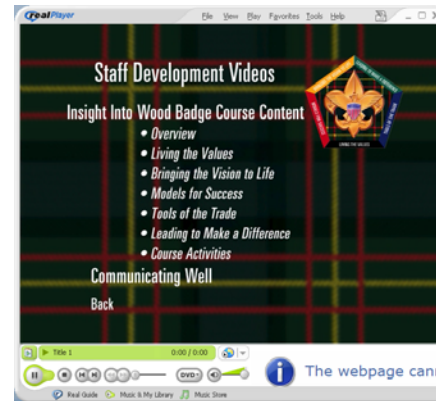 RealPlayer
File View Play Favorites Tools Help
Staff Development Videos
Insight Into Wood Badge Course Content
• Overview
• Living the Values
• Bringing the Vision to Life
• Models for Success
• Tools of the Trade
• Leading to Make a Difference
• Course Activities
Communicating Well
Back
LIVING THE VALUES
Title 1 0:00 / 0:00
DVD
The webpage can
Real Guide Music & My Library Music Store